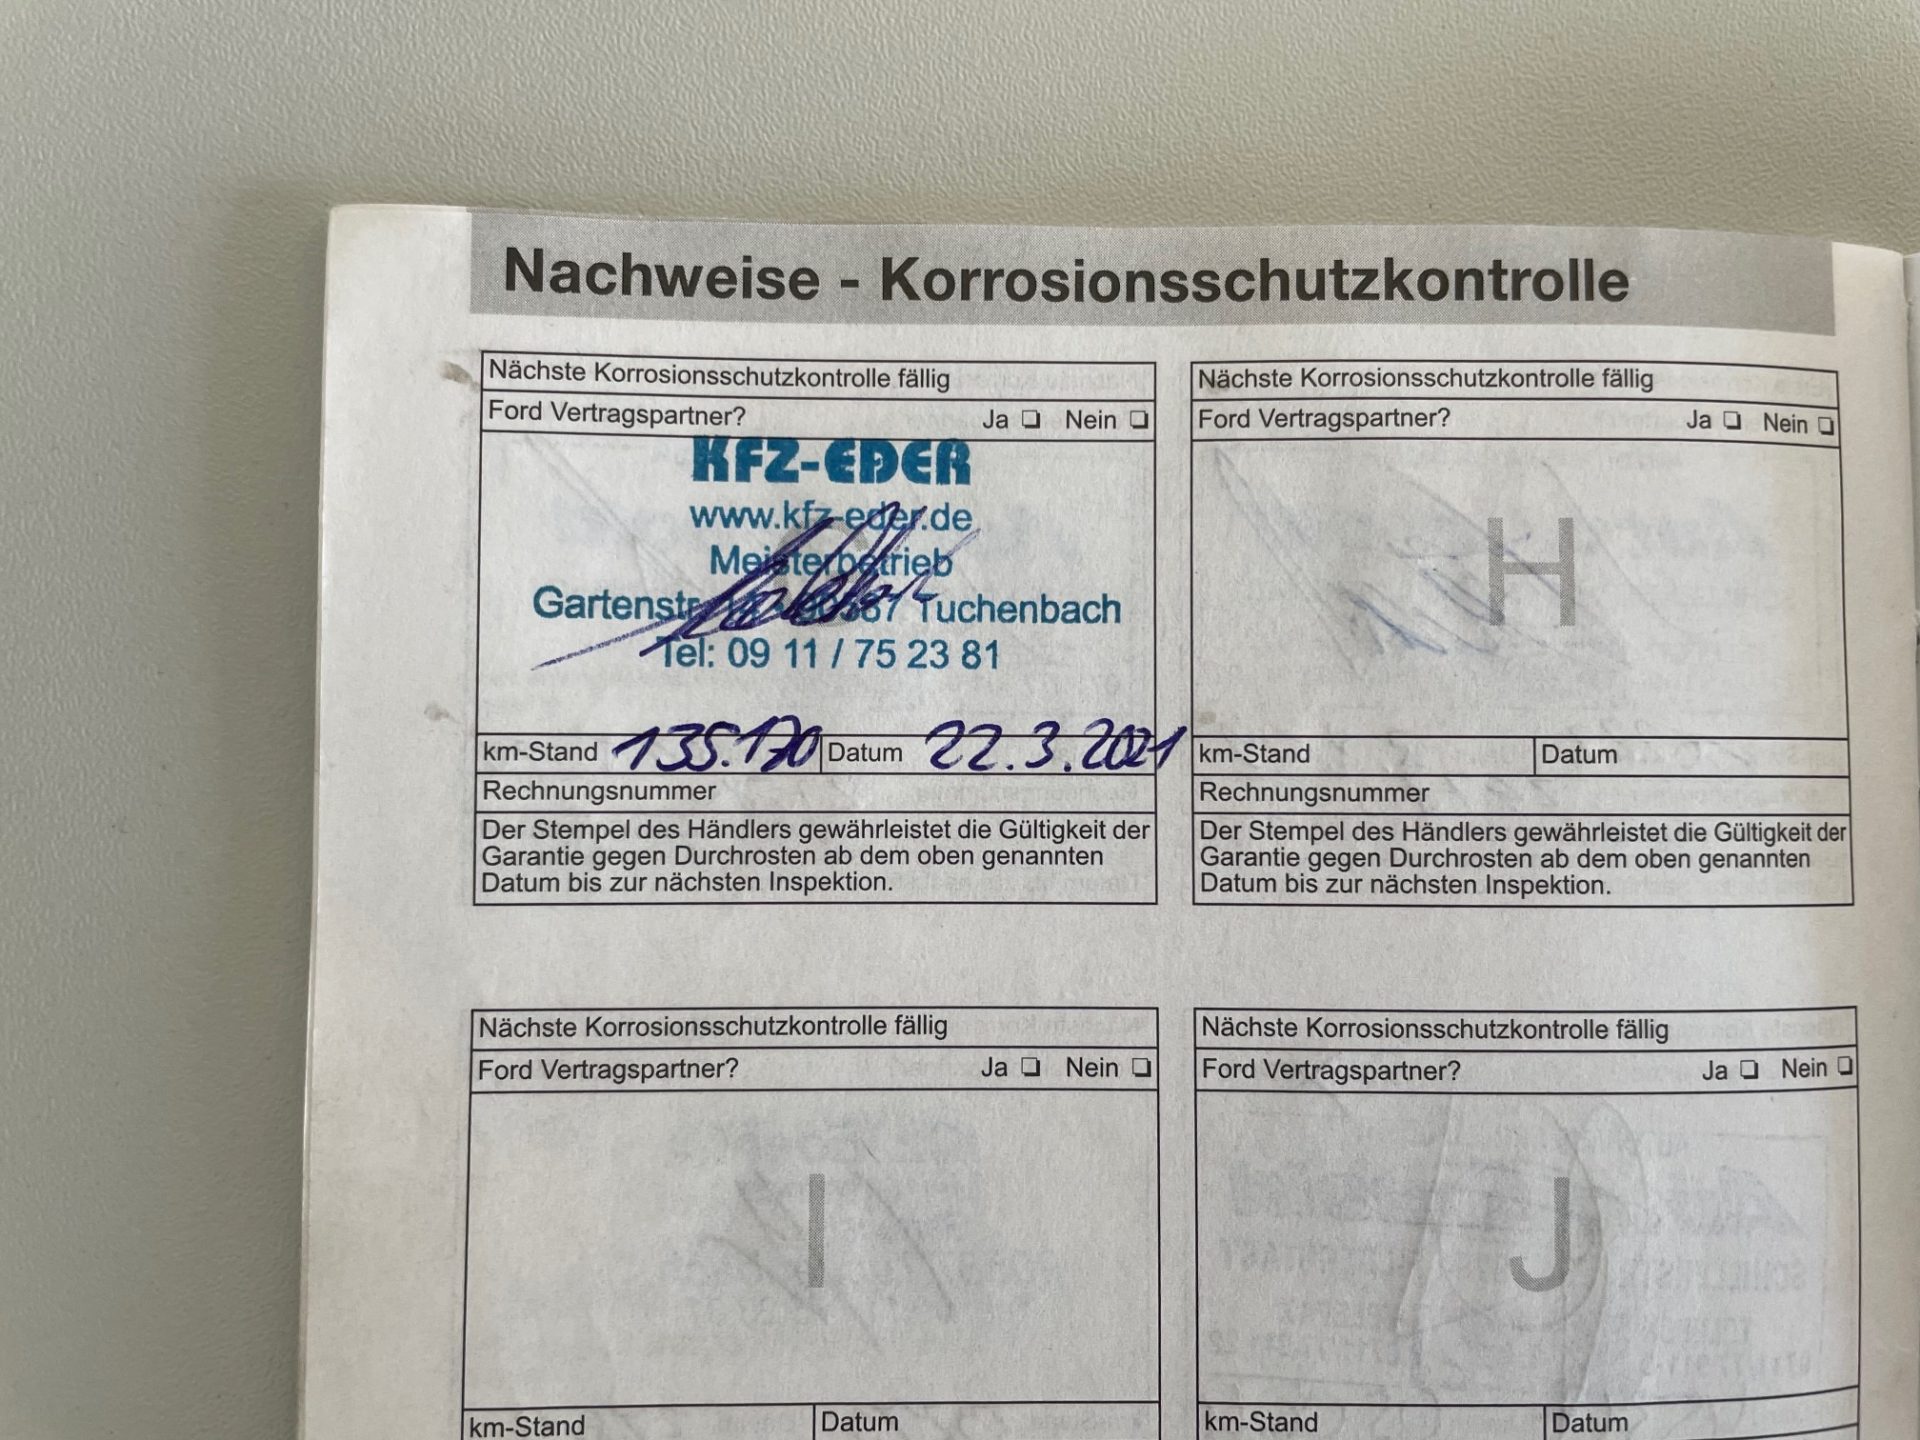 Nachweise - Korrosionsschutzkontrolle
Nächste Korrosionsschutzkontrolle fällig
Ford Vertragspartner? Ja ❏ Nein ❏
KFZ-EDER
www.kfz-eder.de
Meisterbetrieb
Gartenstr. Tuchenbach
Tel: 09 11 / 75 23 81
km-Stand 135.170 Datum 22.3.2021
Rechnungsnummer
Der Stempel des Händlers gewährleistet die Gültigkeit der
Garantie gegen Durchrosten ab dem oben genannten
Datum bis zur nächsten Inspektion.
Nächste Korrosionsschutzkontrolle fällig
Ford Vertragspartner? Ja ❏ Nein ❏
H
km-Stand Datum
Rechnungsnummer
Der Stempel des Händlers gewährleistet die Gültigkeit der
Garantie gegen Durchrosten ab dem oben genannten
Datum bis zur nächsten Inspektion.
Nächste Korrosionsschutzkontrolle fällig
Ford Vertragspartner? Ja ❏ Nein ❏
I
km-Stand Datum
Nächste Korrosionsschutzkontrolle fällig
Ford Vertragspartner? Ja ❏ Nein ❏
J
km-Stand Datum